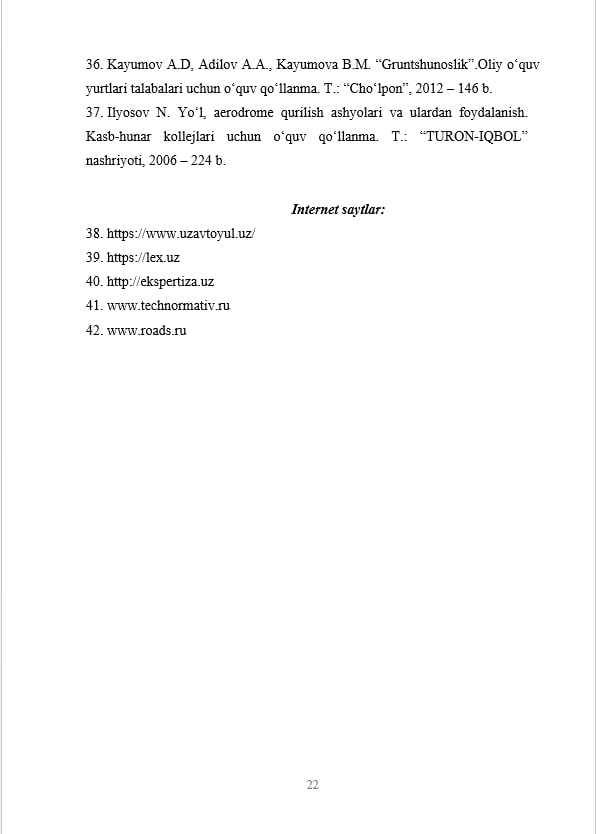 36. Kayumov A.D, Adilov A.A., Kayumova B.M. “Gruntshunoslik”.Oliy o‘quv
yurtlari talabalari uchun o‘quv qo‘llanma. T.: “Cho‘lpon”, 2012 – 146 b.
37. Ilyosov N. Yo‘l, aerodrome qurilish ashyolari va ulardan foydalanish.
Kasb-hunar kollejlari uchun o‘quv qo‘llanma. T.: “TURON-IQBOL”
nashriyoti, 2006 – 224 b.
Internet saytlar:
38. https://www.uzavtoyul.uz/
39. https://lex.uz
40. http://ekspertiza.uz
41. www.technormativ.ru
42. www.roads.ru
22